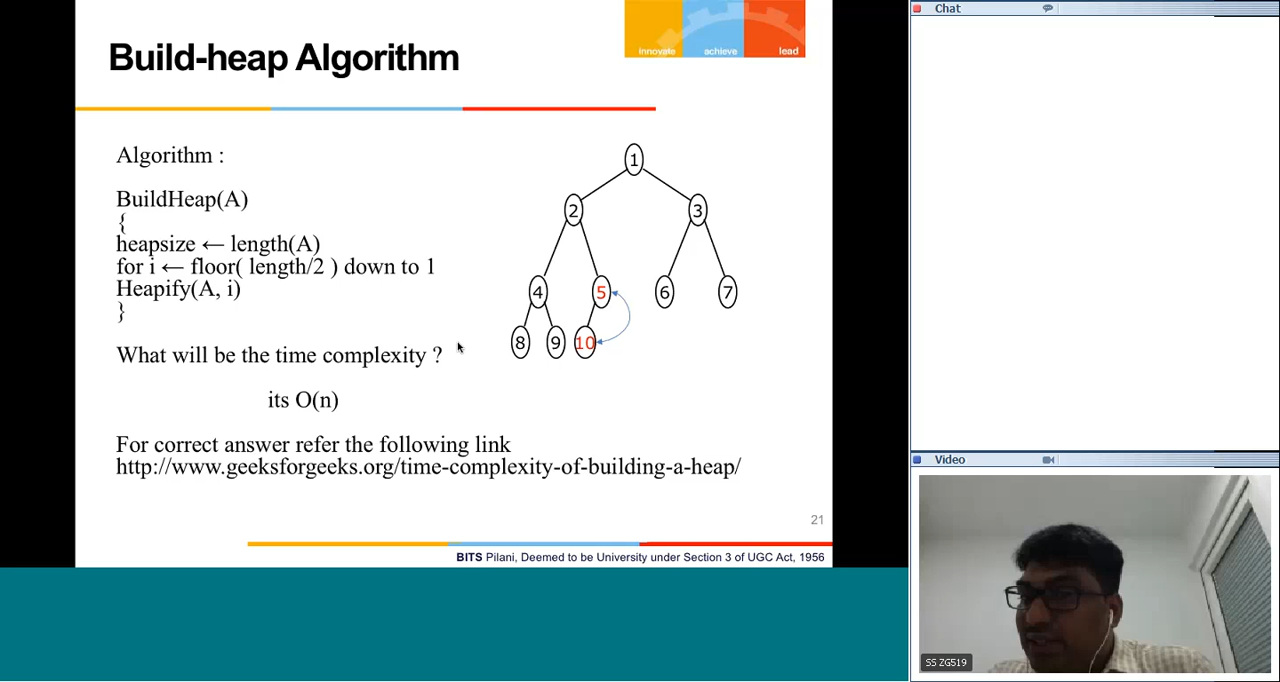 Build-heap Algorithm
innovate achieve lead
Algorithm :
BuildHeap(A)
{
heapsize ← length(A)
for i ← floor( length/2 ) down to 1
Heapify(A, i)
}
What will be the time complexity ?
its O(n)
For correct answer refer the following link
http://www.geeksforgeeks.org/time-complexity-of-building-a-heap/
1
2 3
4 5 6 7
8 9 10
21
BITS Pilani, Deemed to be University under Section 3 of UGC Act, 1956
Chat
Video
SS ZG519